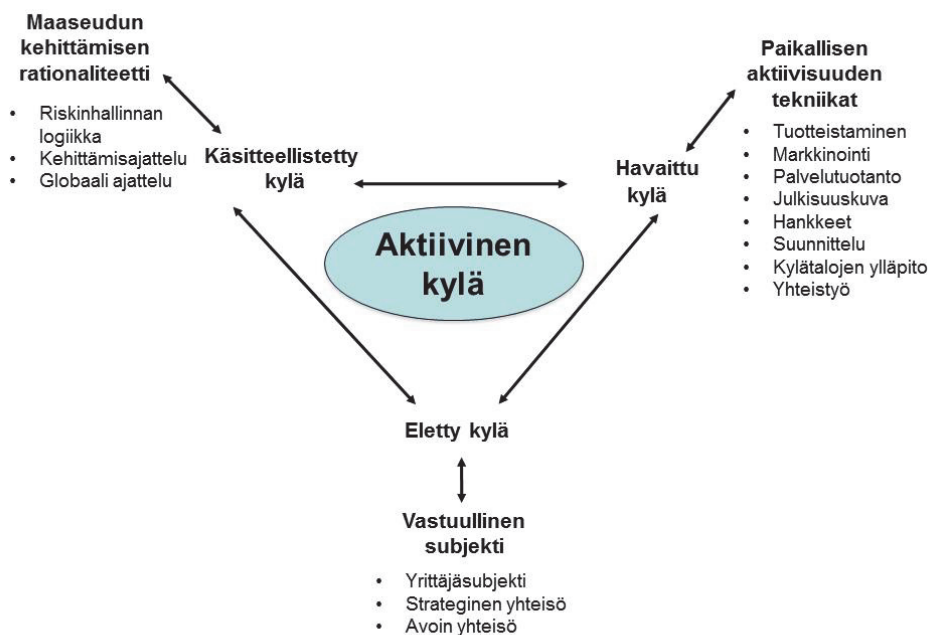 Maaseudun
kehittämisen
rationaliteetti
• Riskinhallinnan
logiikka
• Kehittämisajattelu
• Globaali ajattelu
Käsitteellistetty
kylä
Paikallisen
aktiivisuuden
tekniikat
• Tuotteistaminen
• Markkinointi
• Palvelutuotanto
• Julkisuuskuva
• Hankkeet
• Suunnittelu
• Kylätalojen ylläpito
• Yhteistyö
Havaittu
kylä
Aktiivinen
kylä
Eletty kylä
Vastuullinen
subjekti
• Yrittäjäsubjekti
• Strateginen yhteisö
• Avoin yhteisö